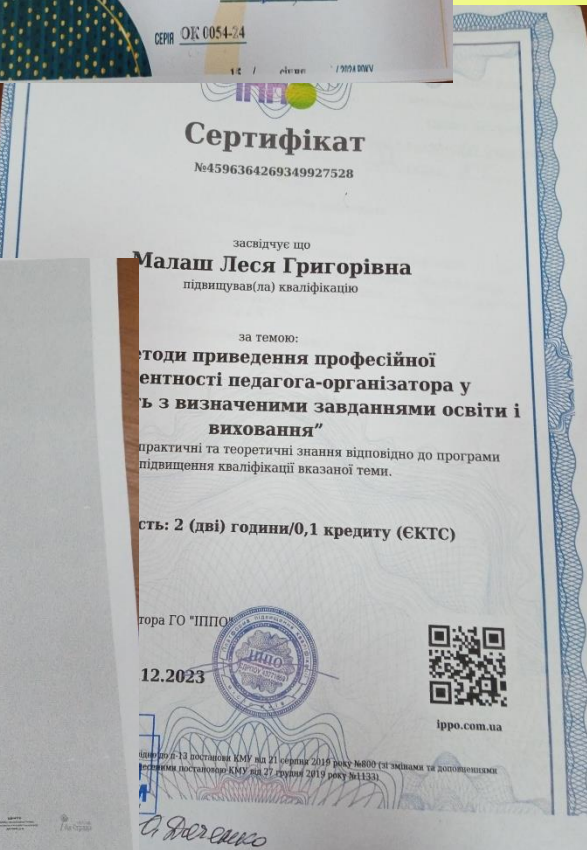 СЕРІЯ ОК 0054-24
Сертифікат
№4596364269349927528
засвідчує що
Малаш Леся Григорівна
підвищував(ла) кваліфікацію
за темою:
етоди приведення професійної
ентності педагога-організатора у
ть з визначеними завданнями освіти і
виховання”
практичні та теоретичні знання відповідно до програми
підвищення кваліфікації вказаної теми.
сть: 2 (дві) години/0,1 кредиту (ЄКТС)
тора ГО "ІППО"
ІППО
12.2023
ippo.com.ua
відно до п-13 постанови КМУ від 21 серпня 2019 року №800 (зі змінами та доповненнями
несеними постановою КМУ від 27 грудня 2019 року №1133)